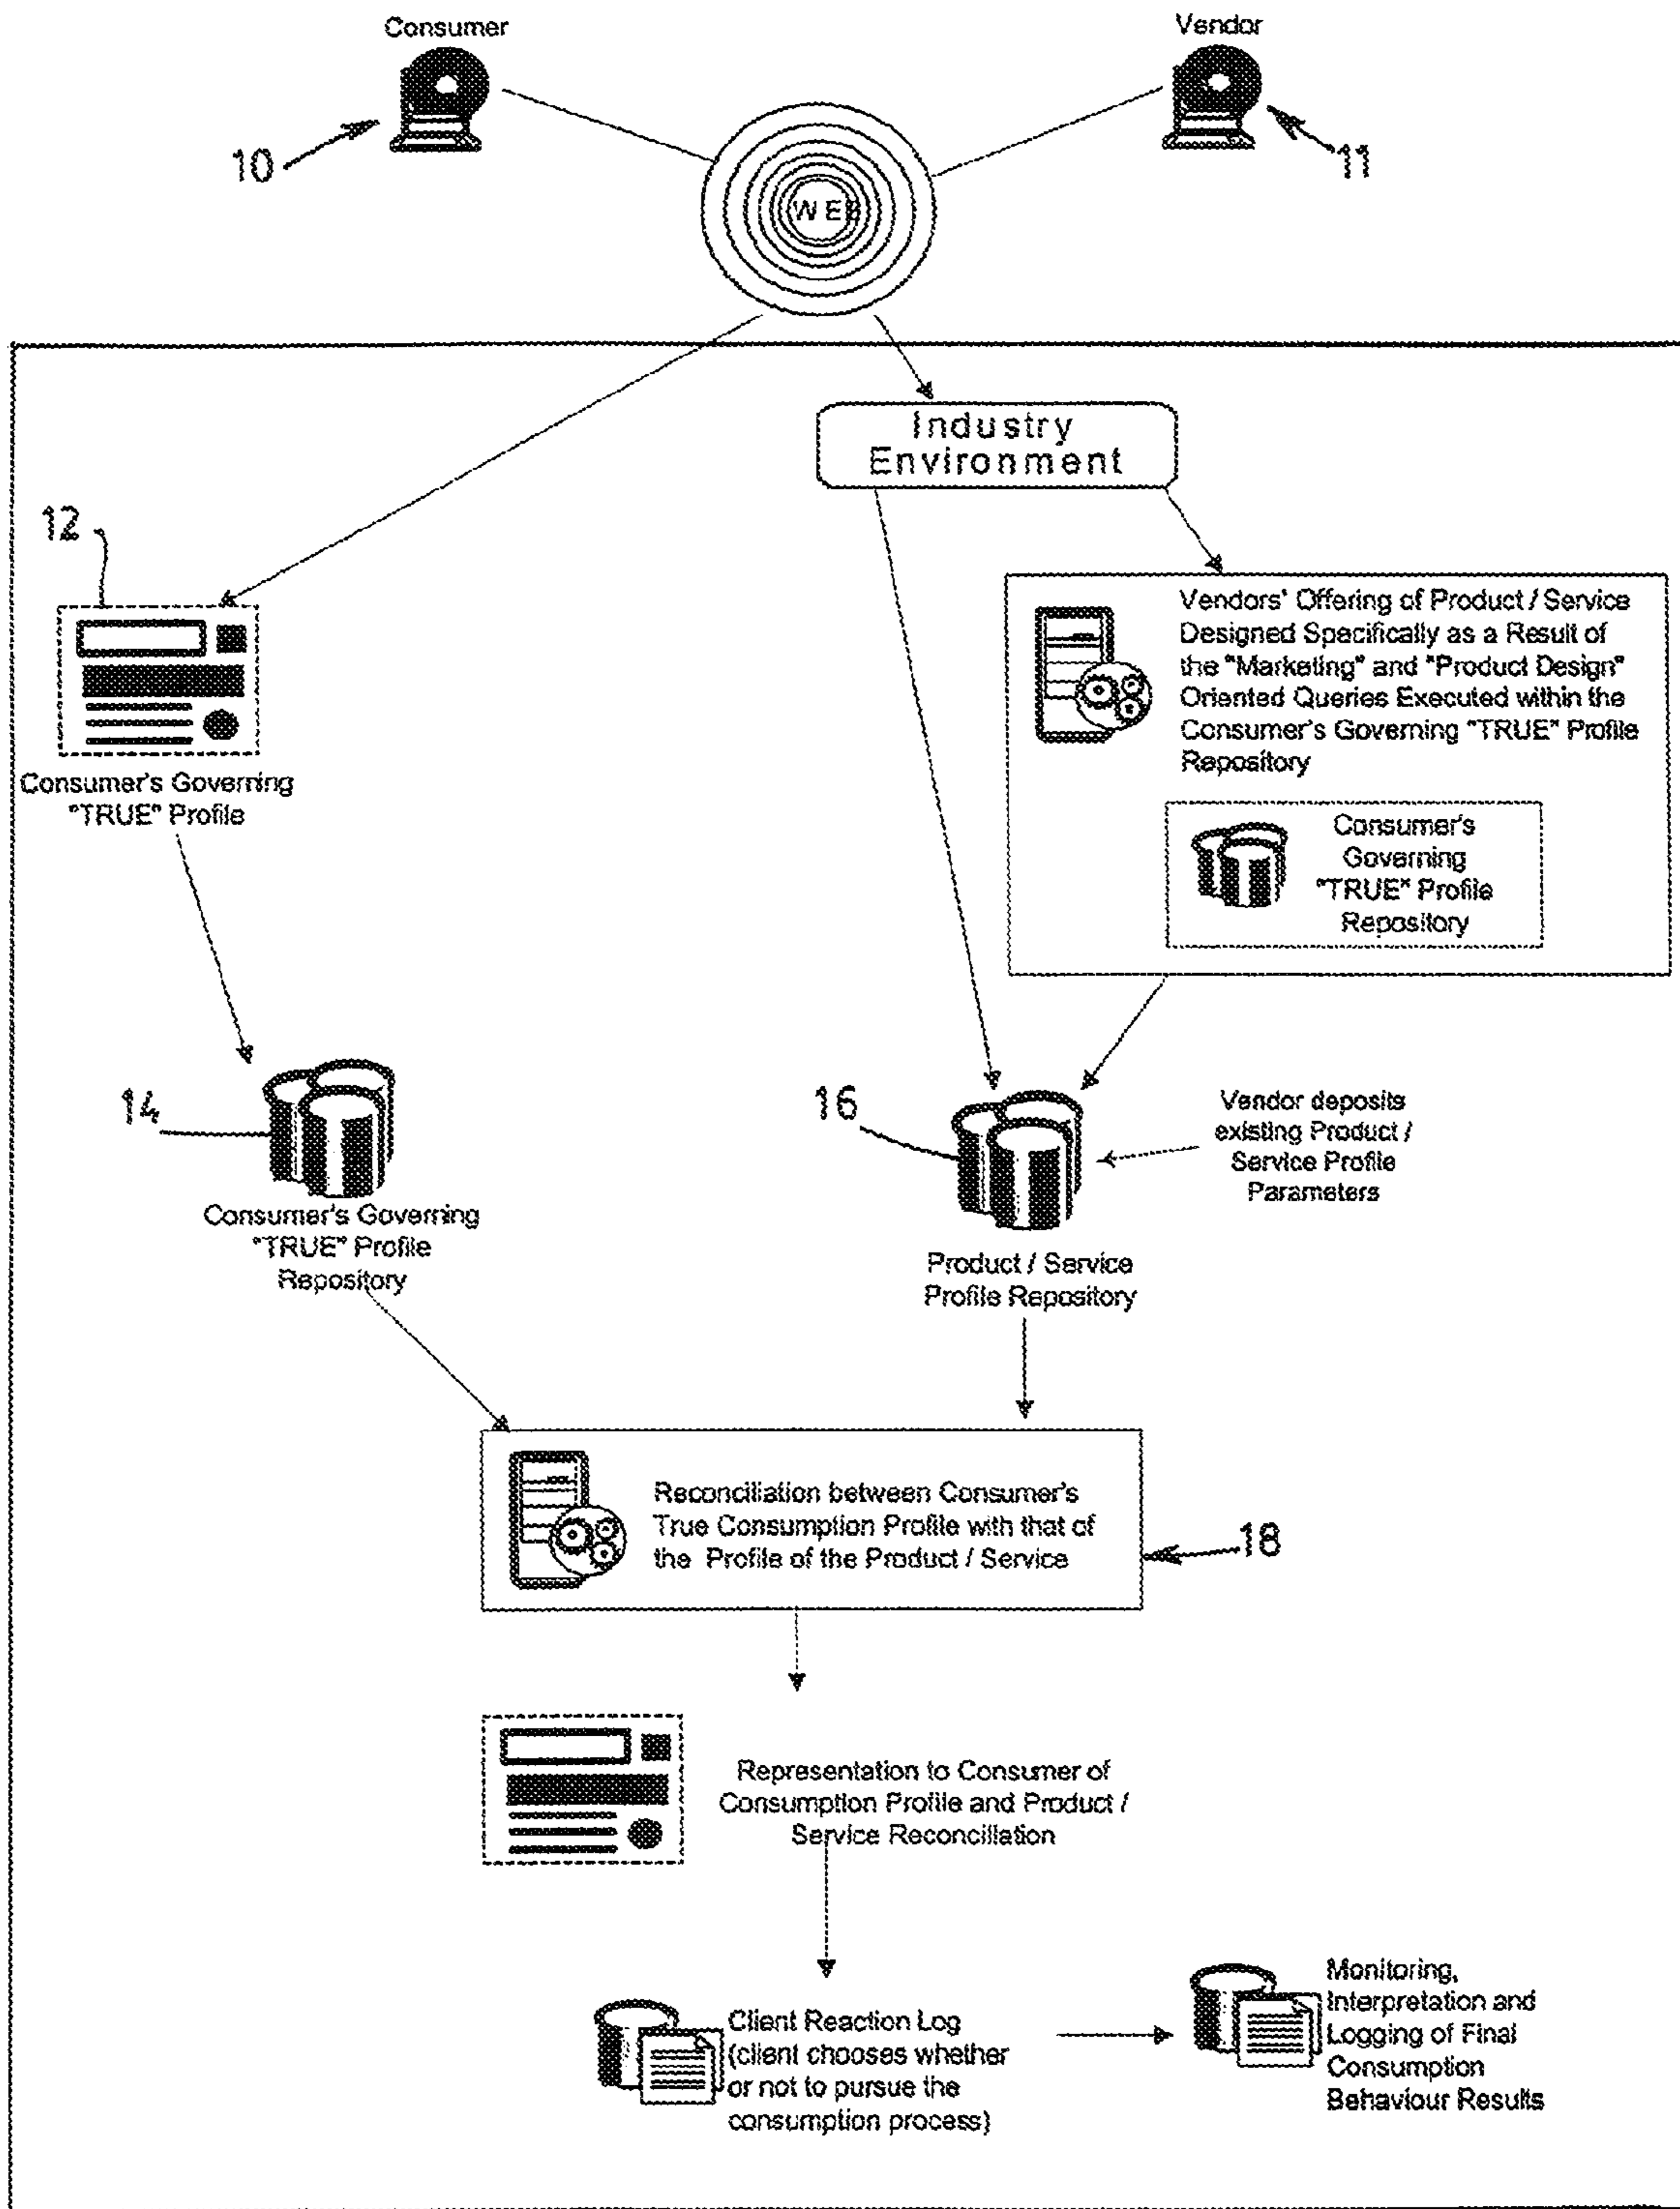 Consumer
Vendor
10
11
WEB
Industry
Environment
12
Consumer's Governing
"TRUE" Profile
Vendors' Offering of Product / Service
Designed Specifically as a Result of
the "Marketing" and "Product Design"
Oriented Queries Executed within the
Consumer's Governing "TRUE" Profile
Repository
Consumer's
Governing
"TRUE" Profile
Repository
14
Consumer's Governing
"TRUE" Profile
Repository
16
Vendor deposits
existing Product /
Service Profile
Parameters
Product / Service
Profile Repository
Reconciliation between Consumer's
True Consumption Profile with that of
the Profile of the Product / Service
18
Representation to Consumer of
Consumption Profile and Product /
Service Reconciliation
Client Reaction Log
(client chooses whether
or not to pursue the
consumption process)
Monitoring,
Interpretation and
Logging of Final
Consumption
Behaviour Results